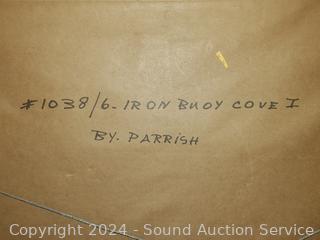 #1038/6- IRON BUOY COVE I
BY. PARRISH
Copyright 2024 - Sound Auction Service